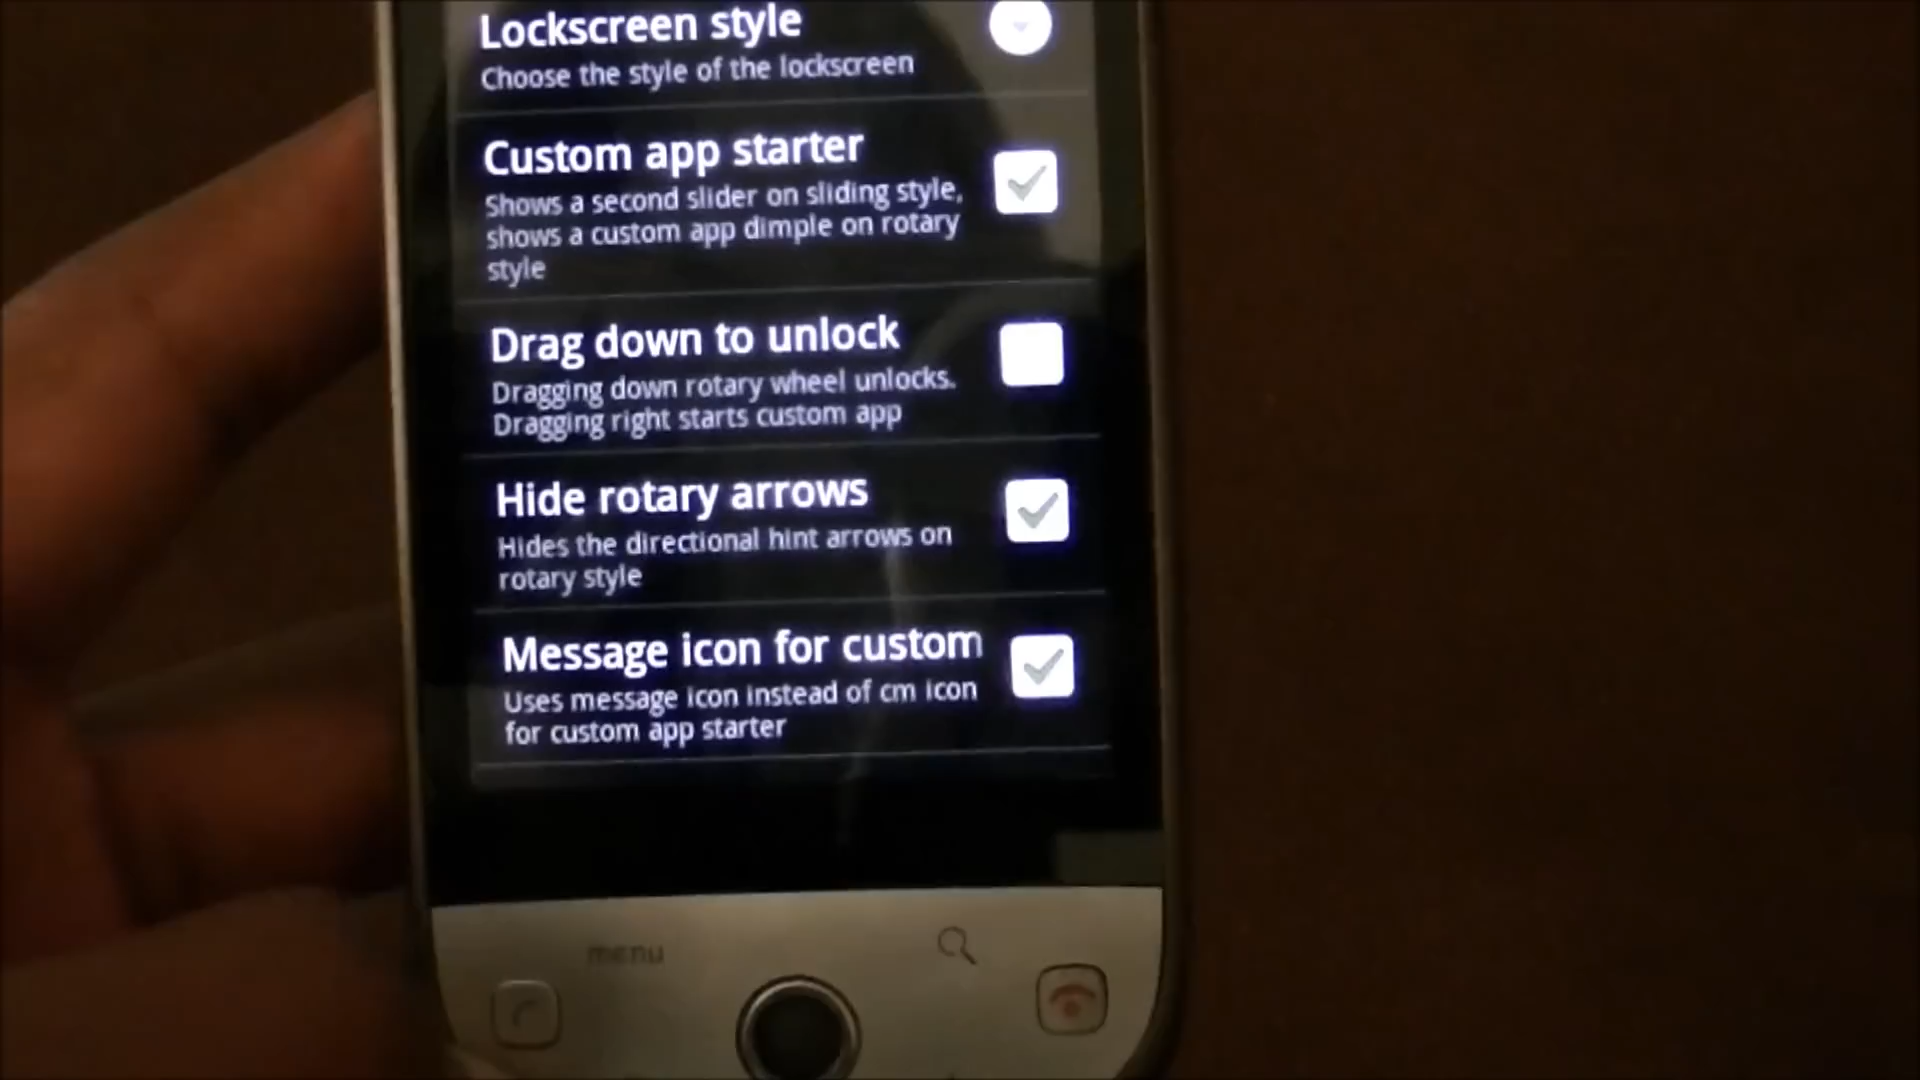 Lockscreen style
Choose the style of the lockscreen
Custom app starter
Shows a second slider on sliding style,
shows a custom app dimple on rotary
style
Drag down to unlock
Dragging down rotary wheel unlocks.
Dragging right starts custom app
Hide rotary arrows
Hides the directional hint arrows on
rotary style
Message icon for custom
Uses message icon instead of cm icon
for custom app starter
menu